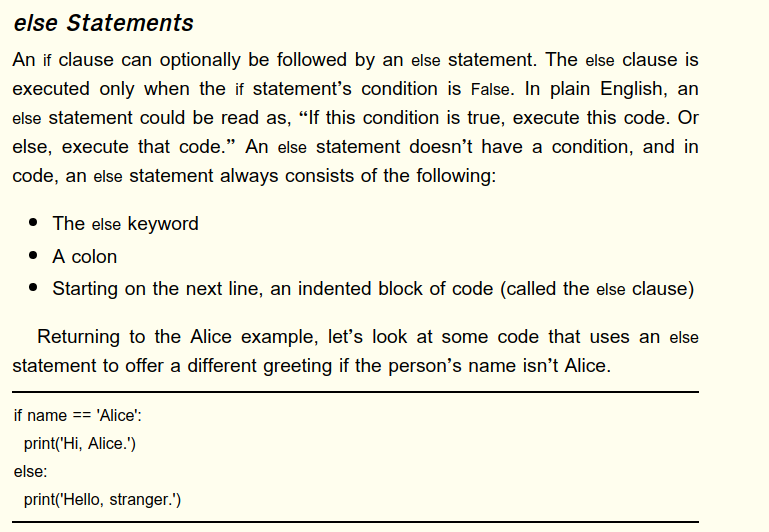 else Statements
An if clause can optionally be followed by an else statement. The else clause is
executed only when the if statement’s condition is False. In plain English, an
else statement could be read as, “If this condition is true, execute this code. Or
else, execute that code.” An else statement doesn’t have a condition, and in
code, an else statement always consists of the following:
• The else keyword
• A colon
• Starting on the next line, an indented block of code (called the else clause)
Returning to the Alice example, let’s look at some code that uses an else
statement to offer a different greeting if the person’s name isn’t Alice.
if name == 'Alice':
  print('Hi, Alice.')
else:
  print('Hello, stranger.')